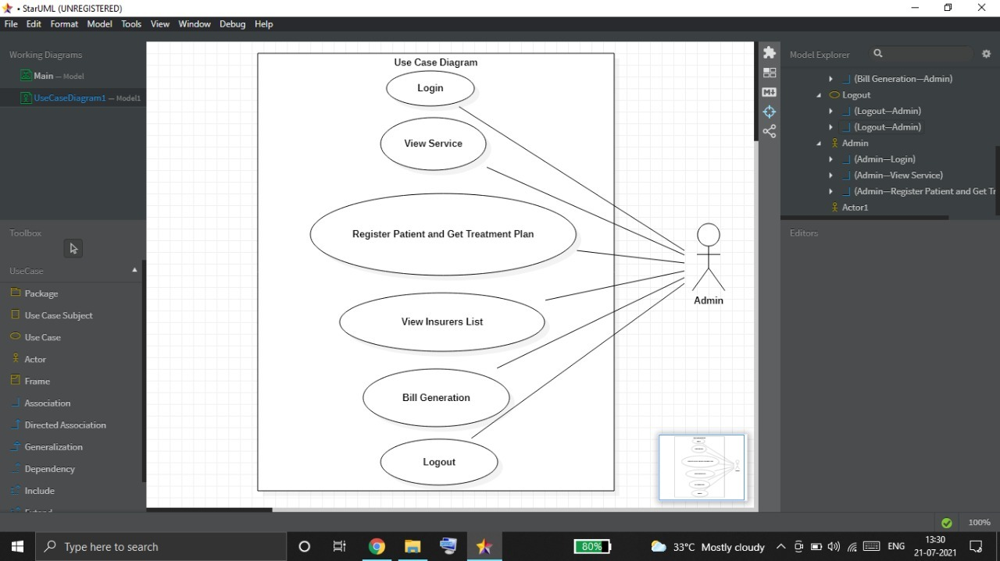 • StarUML (UNREGISTERED)
File Edit Format Model Tools View Window Debug Help
Working Diagrams
Main — Model
UseCaseDiagram1 — Model1
Toolbox
UseCase
Package
Use Case Subject
Use Case
Actor
Frame
Association
Directed Association
Generalization
Dependency
Include
Extend
Use Case Diagram
Login
View Service
Register Patient and Get Treatment Plan
View Insurers List
Bill Generation
Logout
Admin
M↓
Model Explorer
(Bill Generation—Admin)
Logout
(Logout—Admin)
(Logout—Admin)
Admin
(Admin—Login)
(Admin—View Service)
(Admin—Register Patient and Get Tr
Actor1
Editors
100%
Type here to search
80%
33°C Mostly cloudy
ENG
13:30
21-07-2021